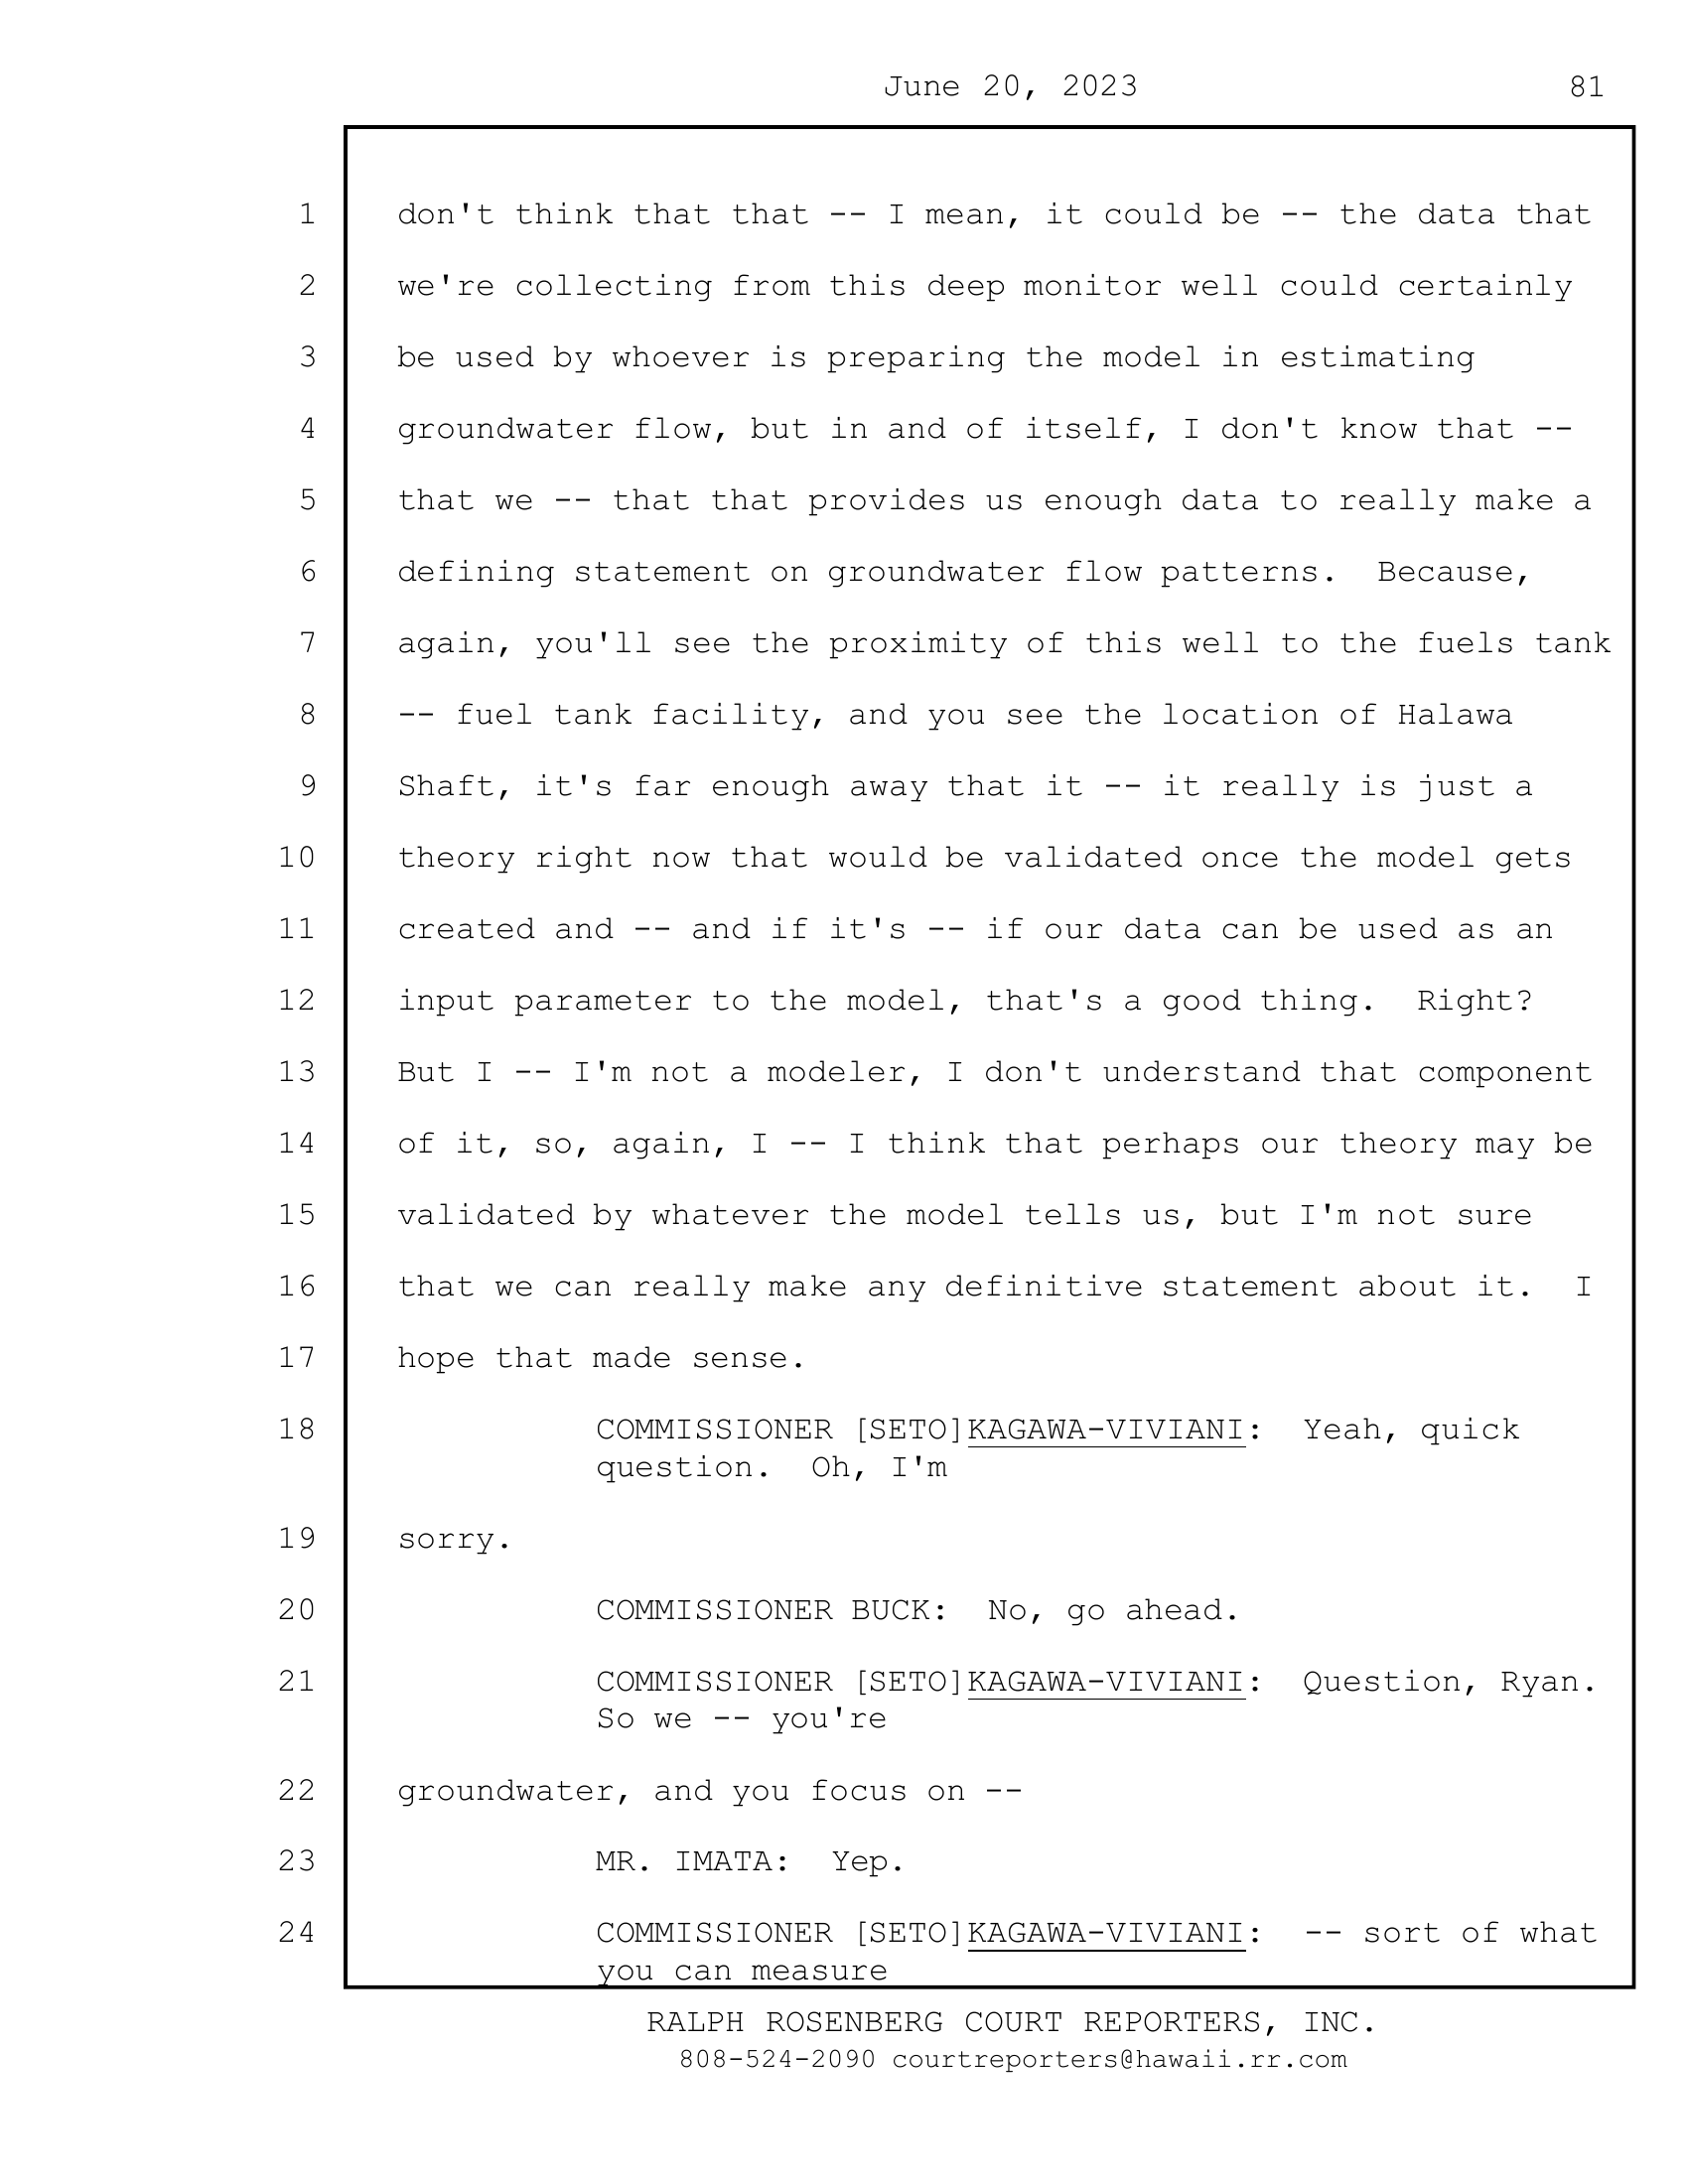 June 20, 2023 81
1 don't think that that -- I mean, it could be -- the data that
2 we're collecting from this deep monitor well could certainly
3 be used by whoever is preparing the model in estimating
4 groundwater flow, but in and of itself, I don't know that --
5 that we -- that that provides us enough data to really make a
6 defining statement on groundwater flow patterns.  Because,
7 again, you'll see the proximity of this well to the fuels tank
8 -- fuel tank facility, and you see the location of Halawa
9 Shaft, it's far enough away that it -- it really is just a
10 theory right now that would be validated once the model gets
11 created and -- and if it's -- if our data can be used as an
12 input parameter to the model, that's a good thing.  Right?
13 But I -- I'm not a modeler, I don't understand that component
14 of it, so, again, I -- I think that perhaps our theory may be
15 validated by whatever the model tells us, but I'm not sure
16 that we can really make any definitive statement about it.  I
17 hope that made sense.
18 COMMISSIONER [SETO]KAGAWA-VIVIANI:  Yeah, quick
question.  Oh, I'm
19 sorry.
20 COMMISSIONER BUCK:  No, go ahead.
21 COMMISSIONER [SETO]KAGAWA-VIVIANI:  Question, Ryan.
So we -- you're
22 groundwater, and you focus on --
23 MR. IMATA:  Yep.
24 COMMISSIONER [SETO]KAGAWA-VIVIANI:  -- sort of what
you can measure
RALPH ROSENBERG COURT REPORTERS, INC.
808-524-2090 courtreporters@hawaii.rr.com